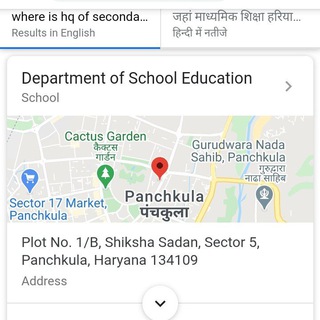 where is hq of seconda...
जहां माध्यमिक शिक्षा हरिया...
Results in English
हिन्दी में नतीजे
Department of School Education
School
Cactus Garden
कैक्टस
गार्डन
Gurudwara Nada
Sahib, Panchkula
गुरुद्वारा
नाढा साहिब
Sector 17 Market,
Panchkula
Panchkula
पंचकुला
Plot No. 1/B, Shiksha Sadan, Sector 5,
Panchkula, Haryana 134109
Address